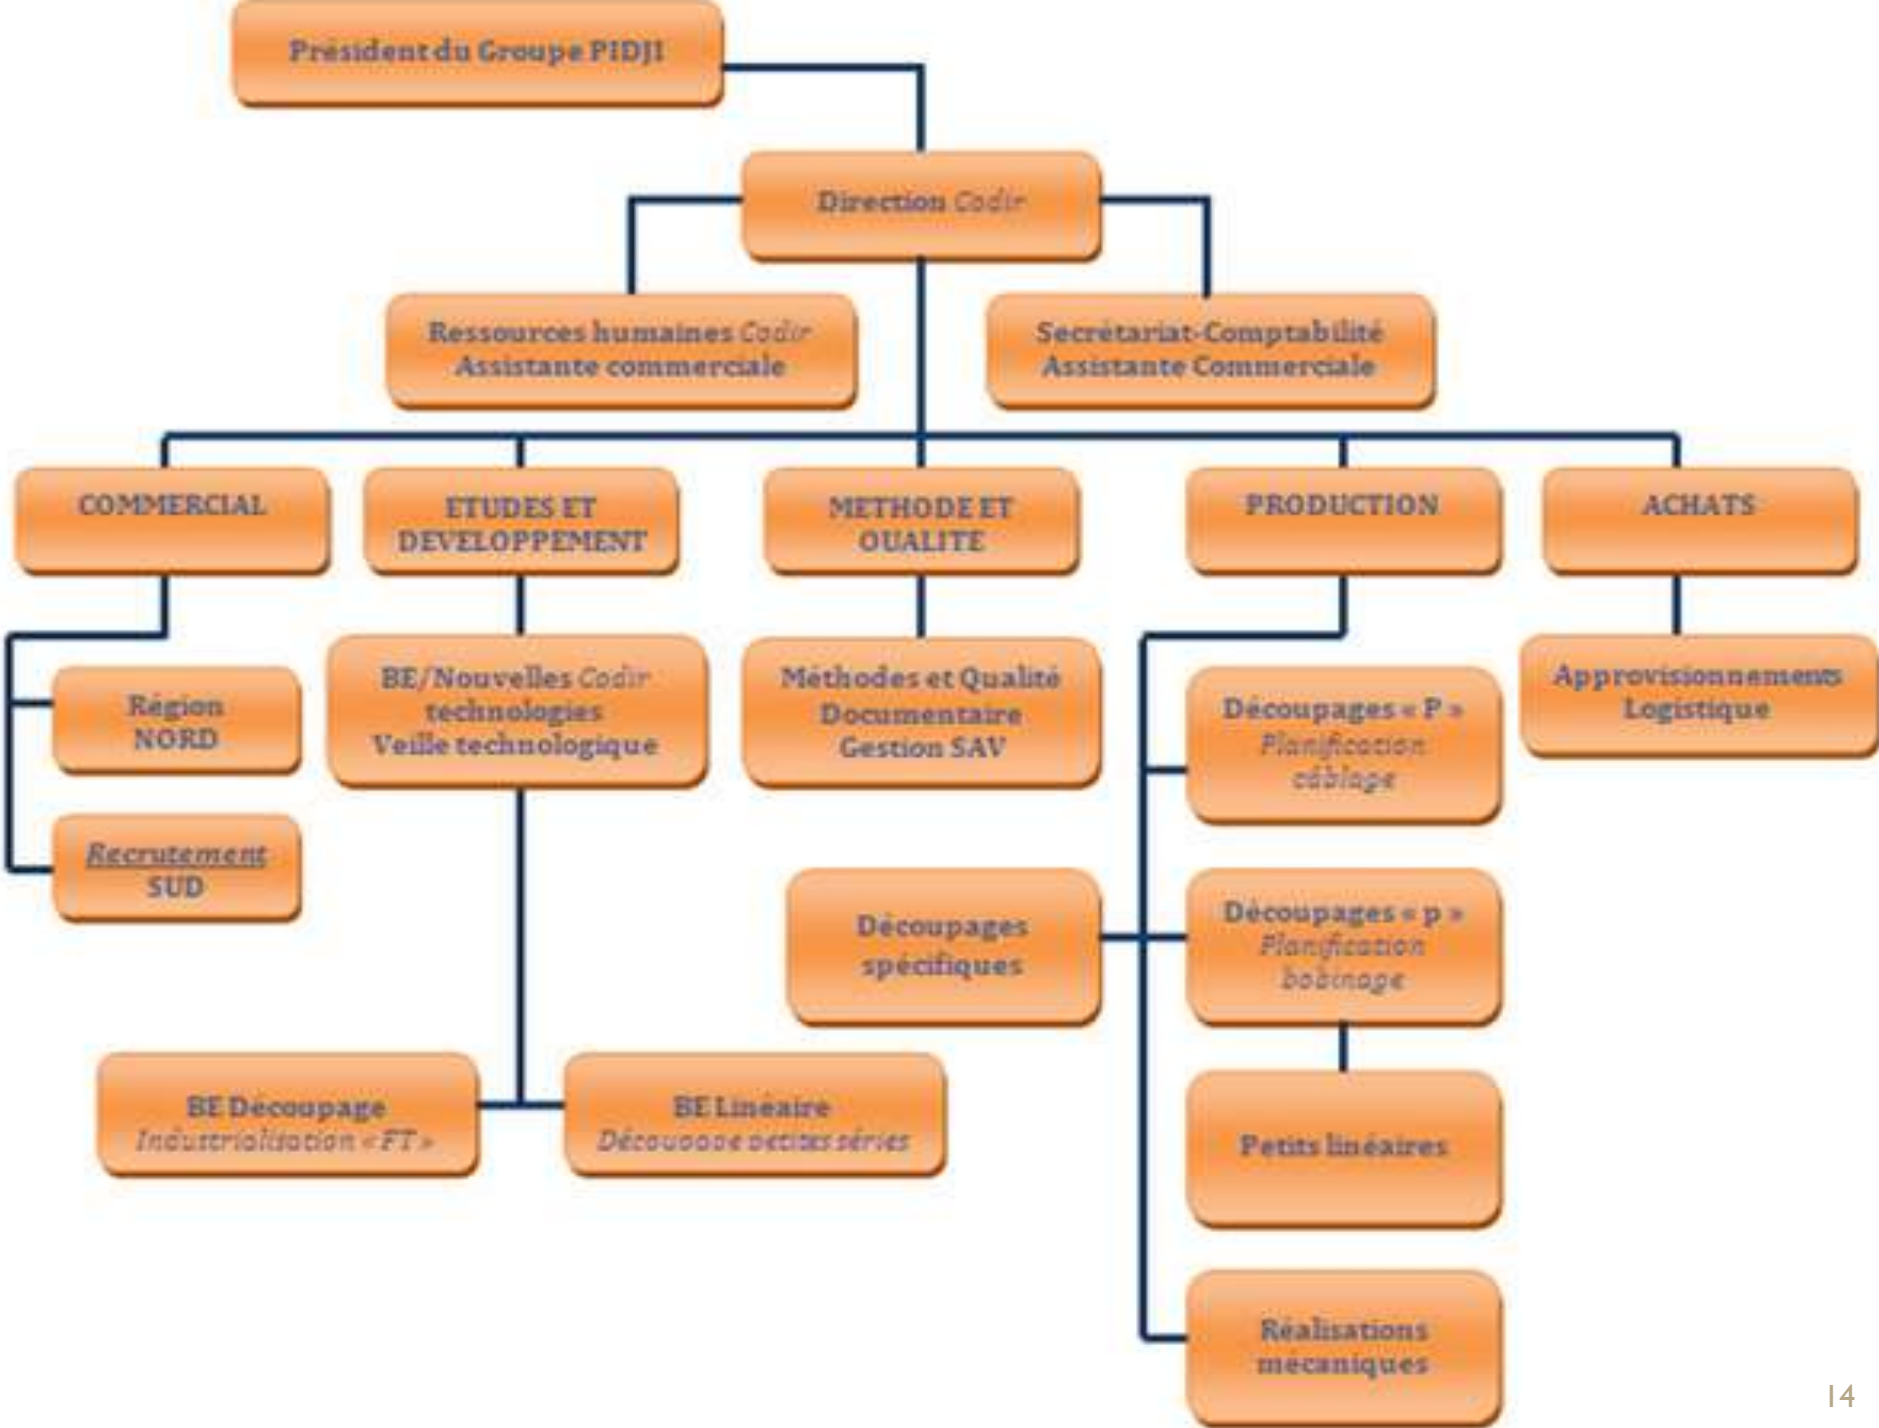 Président du Groupe PIDJI
Direction Codir
Ressources humaines Codir
Assistante commerciale
Secrétariat-Comptabilité
Assistante Commerciale
COMMERCIAL
ETUDES ET
DEVELOPPEMENT
METHODE ET
QUALITE
PRODUCTION
ACHATS
Région
NORD
Recrutement
SUD
BE/Nouvelles Codir
technologies
Veille technologique
Méthodes et Qualité
Documentaire
Gestion SAV
Découpages « P »
Planification
câblage
Approvisionnements
Logistique
Découpages
spécifiques
Découpages « p »
Planification
bobinage
BE Découpage
Industrialisation « FT »
BE Linéaire
Découpage petites séries
Petits linéaires
Réalisations
mécaniques
14